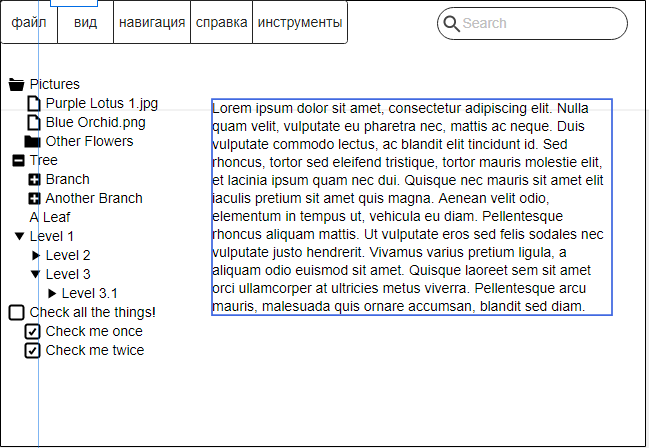 файл вид навигация справка инструменты Search
Pictures
Purple Lotus 1.jpg
Blue Orchid.png
Other Flowers
Tree
Branch
Another Branch
A Leaf
Level 1
Level 2
Level 3
Level 3.1
Check all the things!
Check me once
Check me twice
Lorem ipsum dolor sit amet, consectetur adipiscing elit. Nulla
quam velit, vulputate eu pharetra nec, mattis ac neque. Duis
vulputate commodo lectus, ac blandit elit tincidunt id. Sed
rhoncus, tortor sed eleifend tristique, tortor mauris molestie elit,
et lacinia ipsum quam nec dui. Quisque nec mauris sit amet elit
iaculis pretium sit amet quis magna. Aenean velit odio,
elementum in tempus ut, vehicula eu diam. Pellentesque
rhoncus aliquam mattis. Ut vulputate eros sed felis sodales nec
vulputate justo hendrerit. Vivamus varius pretium ligula, a
aliquam odio euismod sit amet. Quisque laoreet sem sit amet
orci ullamcorper at ultricies metus viverra. Pellentesque arcu
mauris, malesuada quis ornare accumsan, blandit sed diam.